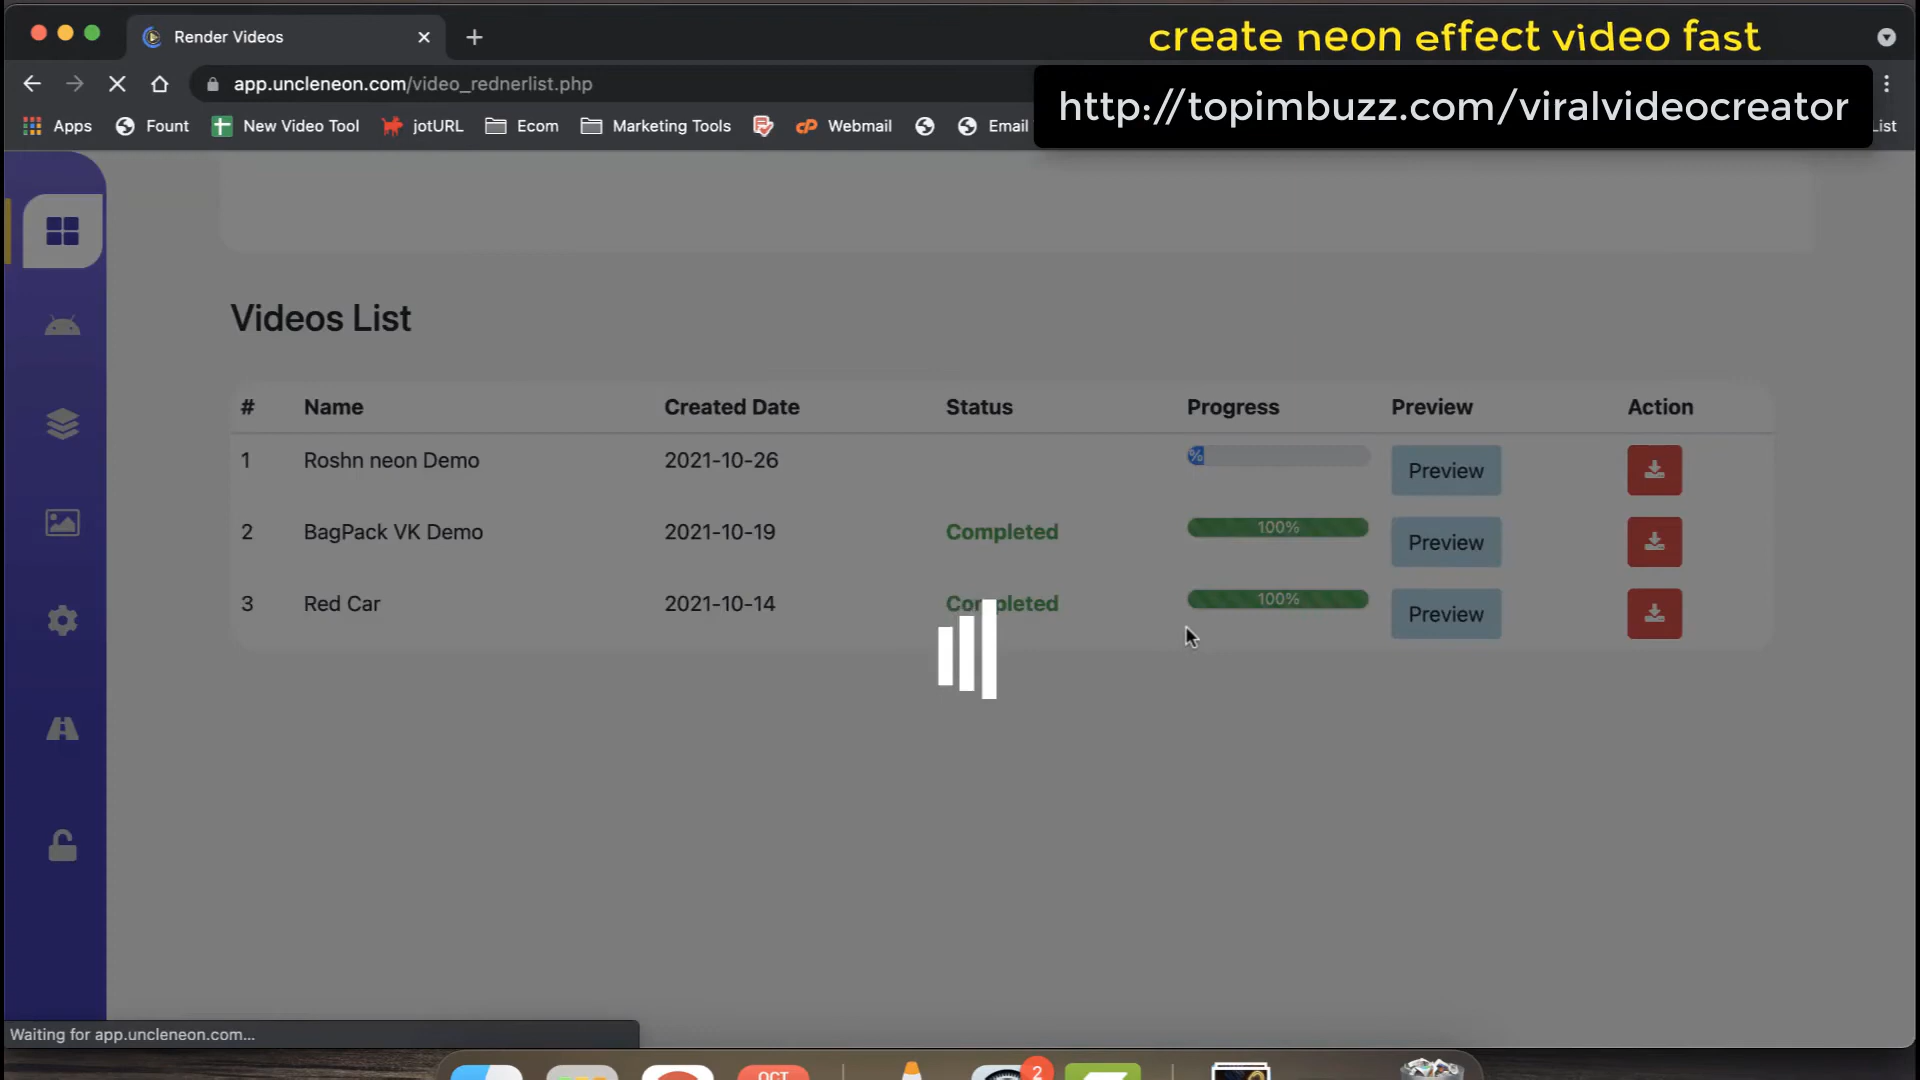 create neon effect video fast
Render Videos
http://topimbuzz.com/viralvideocreator
app.uncleneon.com/video_rednerlist.php
Apps Fount New Video Tool jotURL Ecom Marketing Tools Webmail Email List
Videos List
# Name Created Date Status Progress Preview Action
1 Roshn neon Demo 2021-10-26 % Preview
2 BagPack VK Demo 2021-10-19 Completed 100% Preview
3 Red Car 2021-10-14 Completed 100% Preview
Waiting for app.uncleneon.com...
OCT 2